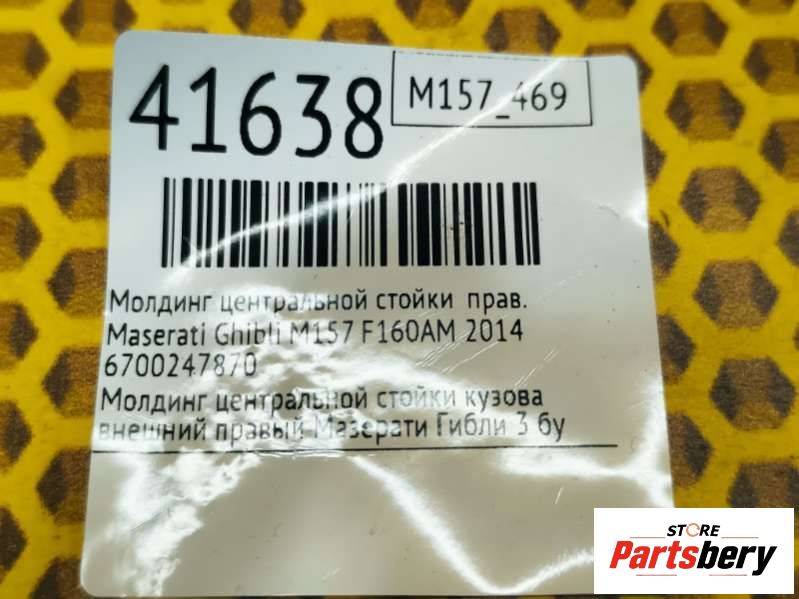 41638
M157_469
Молдинг центральной стойки прав.
Maserati Ghibli M157 F160AM 2014
6700247870
Молдинг центральной стойки кузова
внешний правый Мазерати Гибли 3 бу
STORE
Partsbery